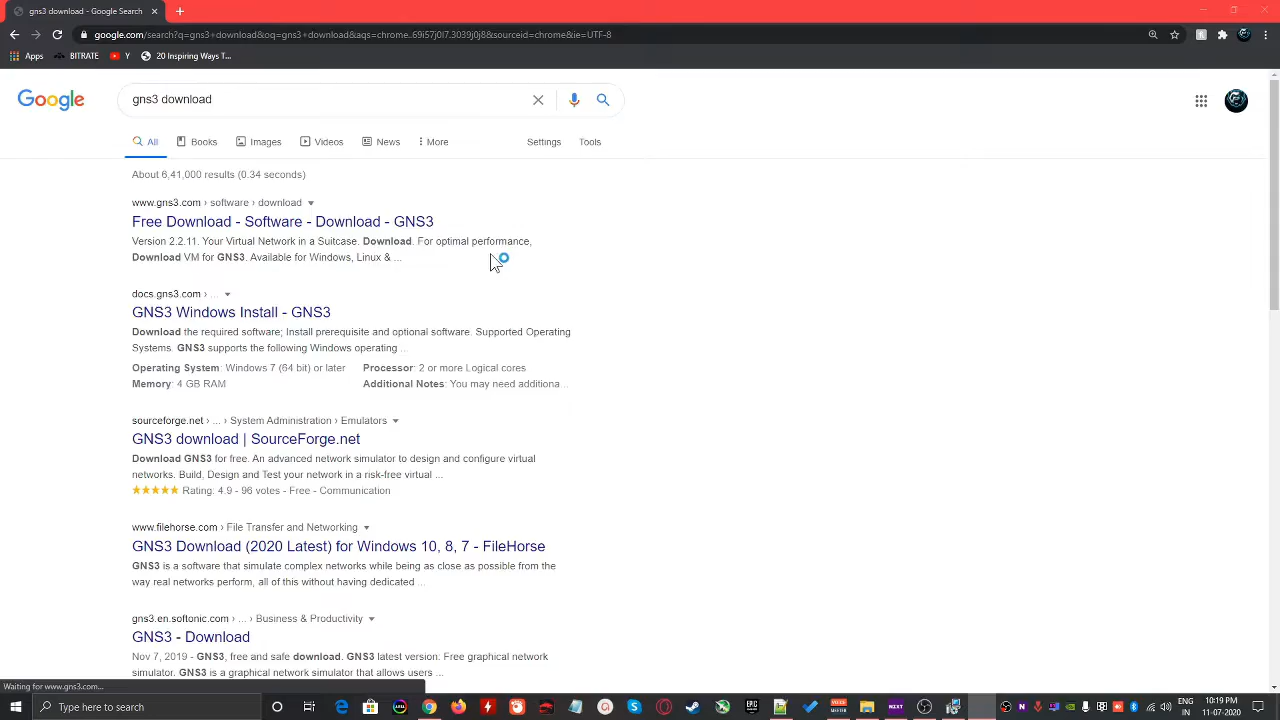 gns3 download - Google Search
google.com/search?q=gns3+download&oq=gns3+download&aqs=chrome..69i57j0l7.3039j0j8&sourceid=chrome&ie=UTF-8
Apps BITRATE Y 20 Inspiring Ways T...
Google gns3 download
All Books Images Videos News More Settings Tools
About 6,41,000 results (0.34 seconds)
www.gns3.com › software › download
Free Download - Software - Download - GNS3
Version 2.2.11. Your Virtual Network in a Suitcase. Download. For optimal performance,
Download VM for GNS3. Available for Windows, Linux & ...
docs.gns3.com › ...
GNS3 Windows Install - GNS3
Download the required software; Install prerequisite and optional software. Supported Operating
Systems. GNS3 supports the following Windows operating ...
Operating System: Windows 7 (64 bit) or later Processor: 2 or more Logical cores
Memory: 4 GB RAM Additional Notes: You may need additiona...
sourceforge.net › ... › System Administration › Emulators
GNS3 download | SourceForge.net
Download GNS3 for free. An advanced network simulator to design and configure virtual
networks. Build, Design and Test your network in a risk-free virtual ...
Rating: 4.9 - 96 votes - Free - Communication
www.filehorse.com › File Transfer and Networking
GNS3 Download (2020 Latest) for Windows 10, 8, 7 - FileHorse
GNS3 is a software that simulate complex networks while being as close as possible from the
way real networks perform, all of this without having dedicated ...
gns3.en.softonic.com › ... › Business & Productivity
GNS3 - Download
Nov 7, 2019 - GNS3, free and safe download. GNS3 latest version: Free graphical network
simulator. GNS3 is a graphical network simulator that allows users ...
Waiting for www.gns3.com...
Type here to search
NEXT
ENG
IN
10:19 PM
11-07-2020